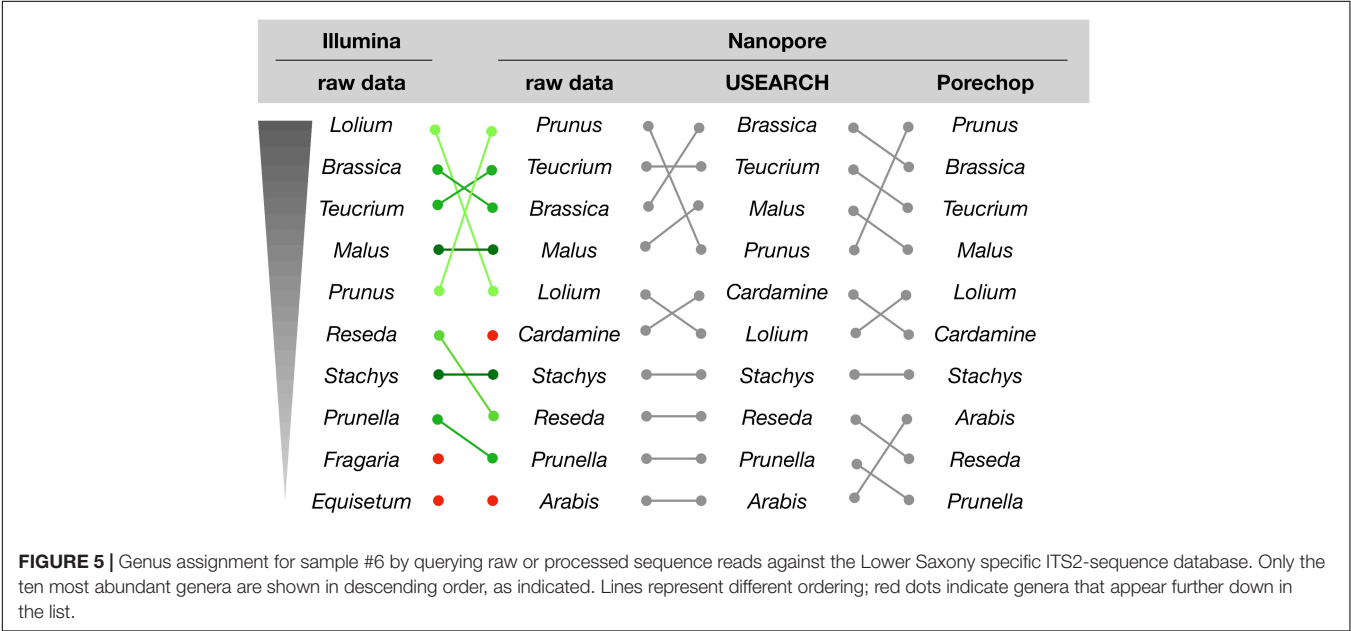 Illumina Nanopore
raw data raw data USEARCH Porechop
Lolium Prunus Brassica Prunus
Brassica Teucrium Teucrium Brassica
Teucrium Brassica Malus Teucrium
Malus Malus Prunus Malus
Prunus Lolium Cardamine Lolium
Reseda Cardamine Lolium Cardamine
Stachys Stachys Stachys Stachys
Prunella Reseda Reseda Arabis
Fragaria Prunella Prunella Reseda
Equisetum Arabis Arabis Prunella
FIGURE 5 | Genus assignment for sample #6 by querying raw or processed sequence reads against the Lower Saxony specific ITS2-sequence database. Only the
ten most abundant genera are shown in descending order, as indicated. Lines represent different ordering; red dots indicate genera that appear further down in
the list.